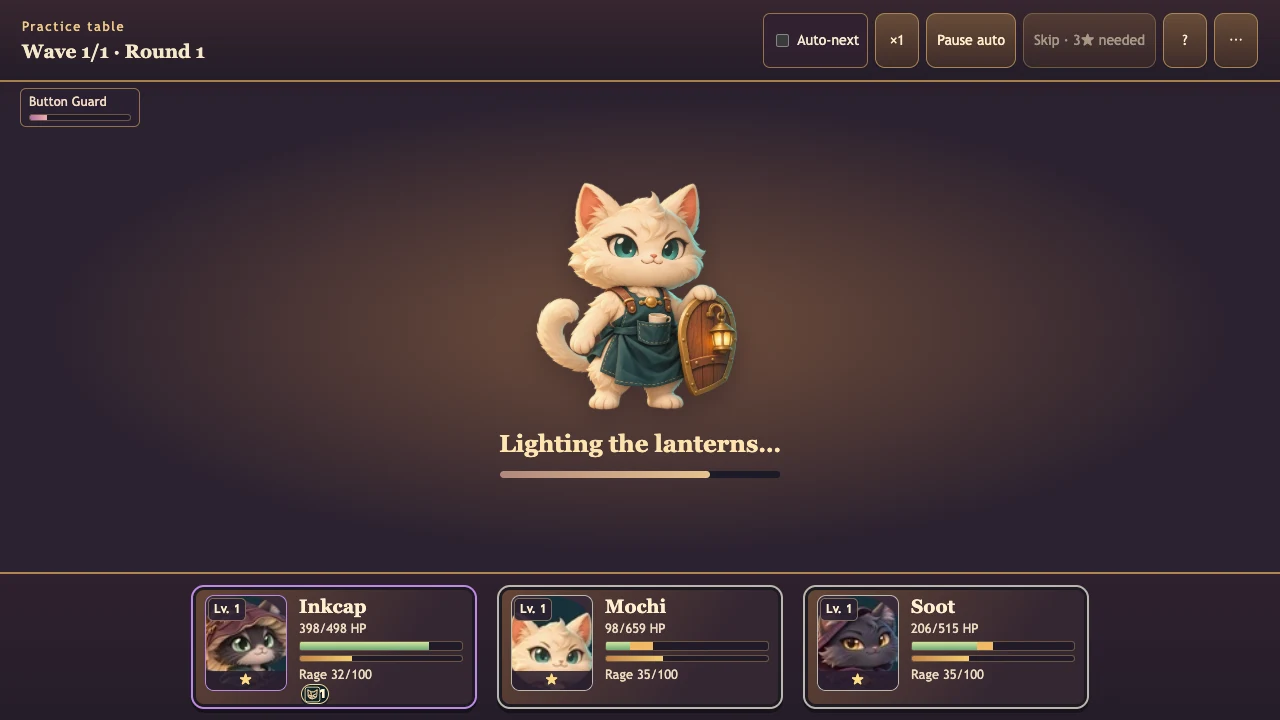 Practice table
Wave 1/1 · Round 1
Auto-next
×1
Pause auto
Skip · 3★ needed
?
···
Button Guard
Lighting the lanterns...
Lv. 1
Inkcap
398/498 HP
Rage 32/100
1
Lv. 1
Mochi
98/659 HP
Rage 35/100
Lv. 1
Soot
206/515 HP
Rage 35/100